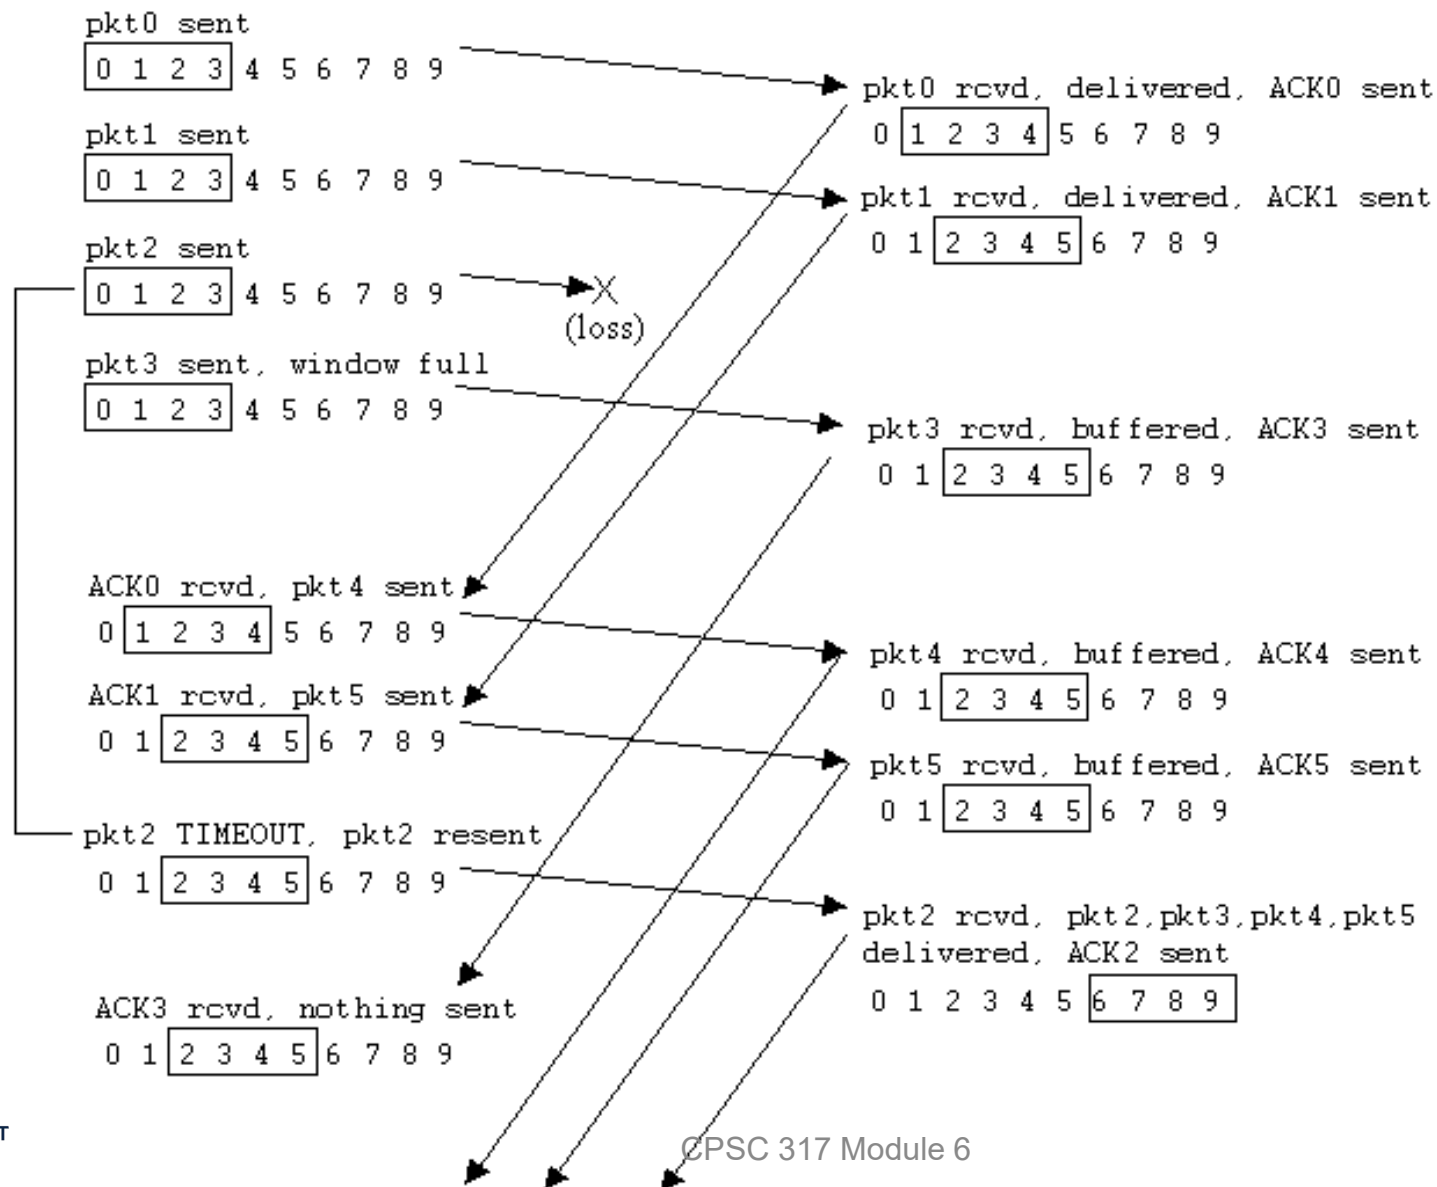 pkt0 sent
0 1 2 3 4 5 6 7 8 9
pkt1 sent
0 1 2 3 4 5 6 7 8 9
pkt2 sent
0 1 2 3 4 5 6 7 8 9
(loss)
pkt3 sent, window full
0 1 2 3 4 5 6 7 8 9
ACK0 rcvd, pkt4 sent
0 1 2 3 4 5 6 7 8 9
ACK1 rcvd, pkt5 sent
0 1 2 3 4 5 6 7 8 9
pkt2 TIMEOUT, pkt2 resent
0 1 2 3 4 5 6 7 8 9
ACK3 rcvd, nothing sent
0 1 2 3 4 5 6 7 8 9
pkt0 rcvd, delivered, ACK0 sent
0 1 2 3 4 5 6 7 8 9
pkt1 rcvd, delivered, ACK1 sent
0 1 2 3 4 5 6 7 8 9
pkt3 rcvd, buffered, ACK3 sent
0 1 2 3 4 5 6 7 8 9
pkt4 rcvd, buffered, ACK4 sent
0 1 2 3 4 5 6 7 8 9
pkt5 rcvd, buffered, ACK5 sent
0 1 2 3 4 5 6 7 8 9
pkt2 rcvd, pkt2,pkt3,pkt4,pkt5
delivered, ACK2 sent
0 1 2 3 4 5 6 7 8 9
T
CPSC 317 Module 6